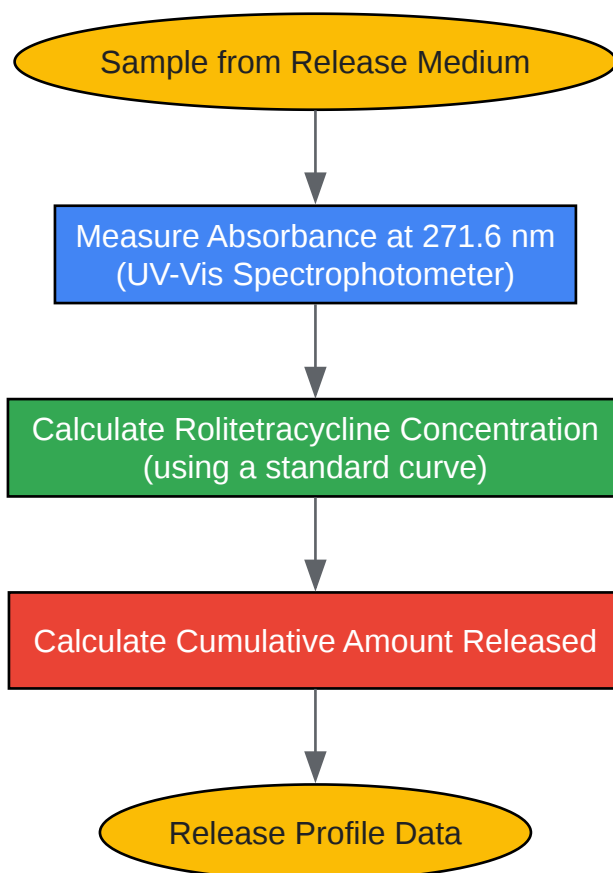 Sample from Release Medium
Measure Absorbance at 271.6 nm
(UV-Vis Spectrophotometer)
Calculate Rolitetracycline Concentration
(using a standard curve)
Calculate Cumulative Amount Released
Release Profile Data